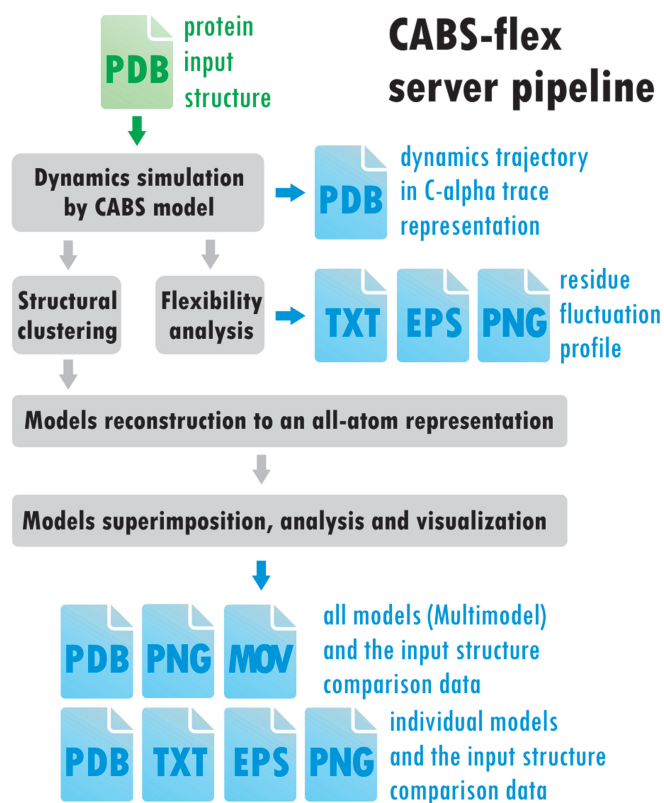 CABS-flex
server pipeline
PDB
protein
input
structure
Dynamics simulation
by CABS model
PDB
dynamics trajectory
in C-alpha trace
representation
Structural
clustering
Flexibility
analysis
TXT EPS PNG
residue
fluctuation
profile
Models reconstruction to an all-atom representation
Models superimposition, analysis and visualization
PDB PNG MOV
all models (Multimodel)
and the input structure
comparison data
PDB TXT EPS PNG
individual models
and the input structure
comparison data